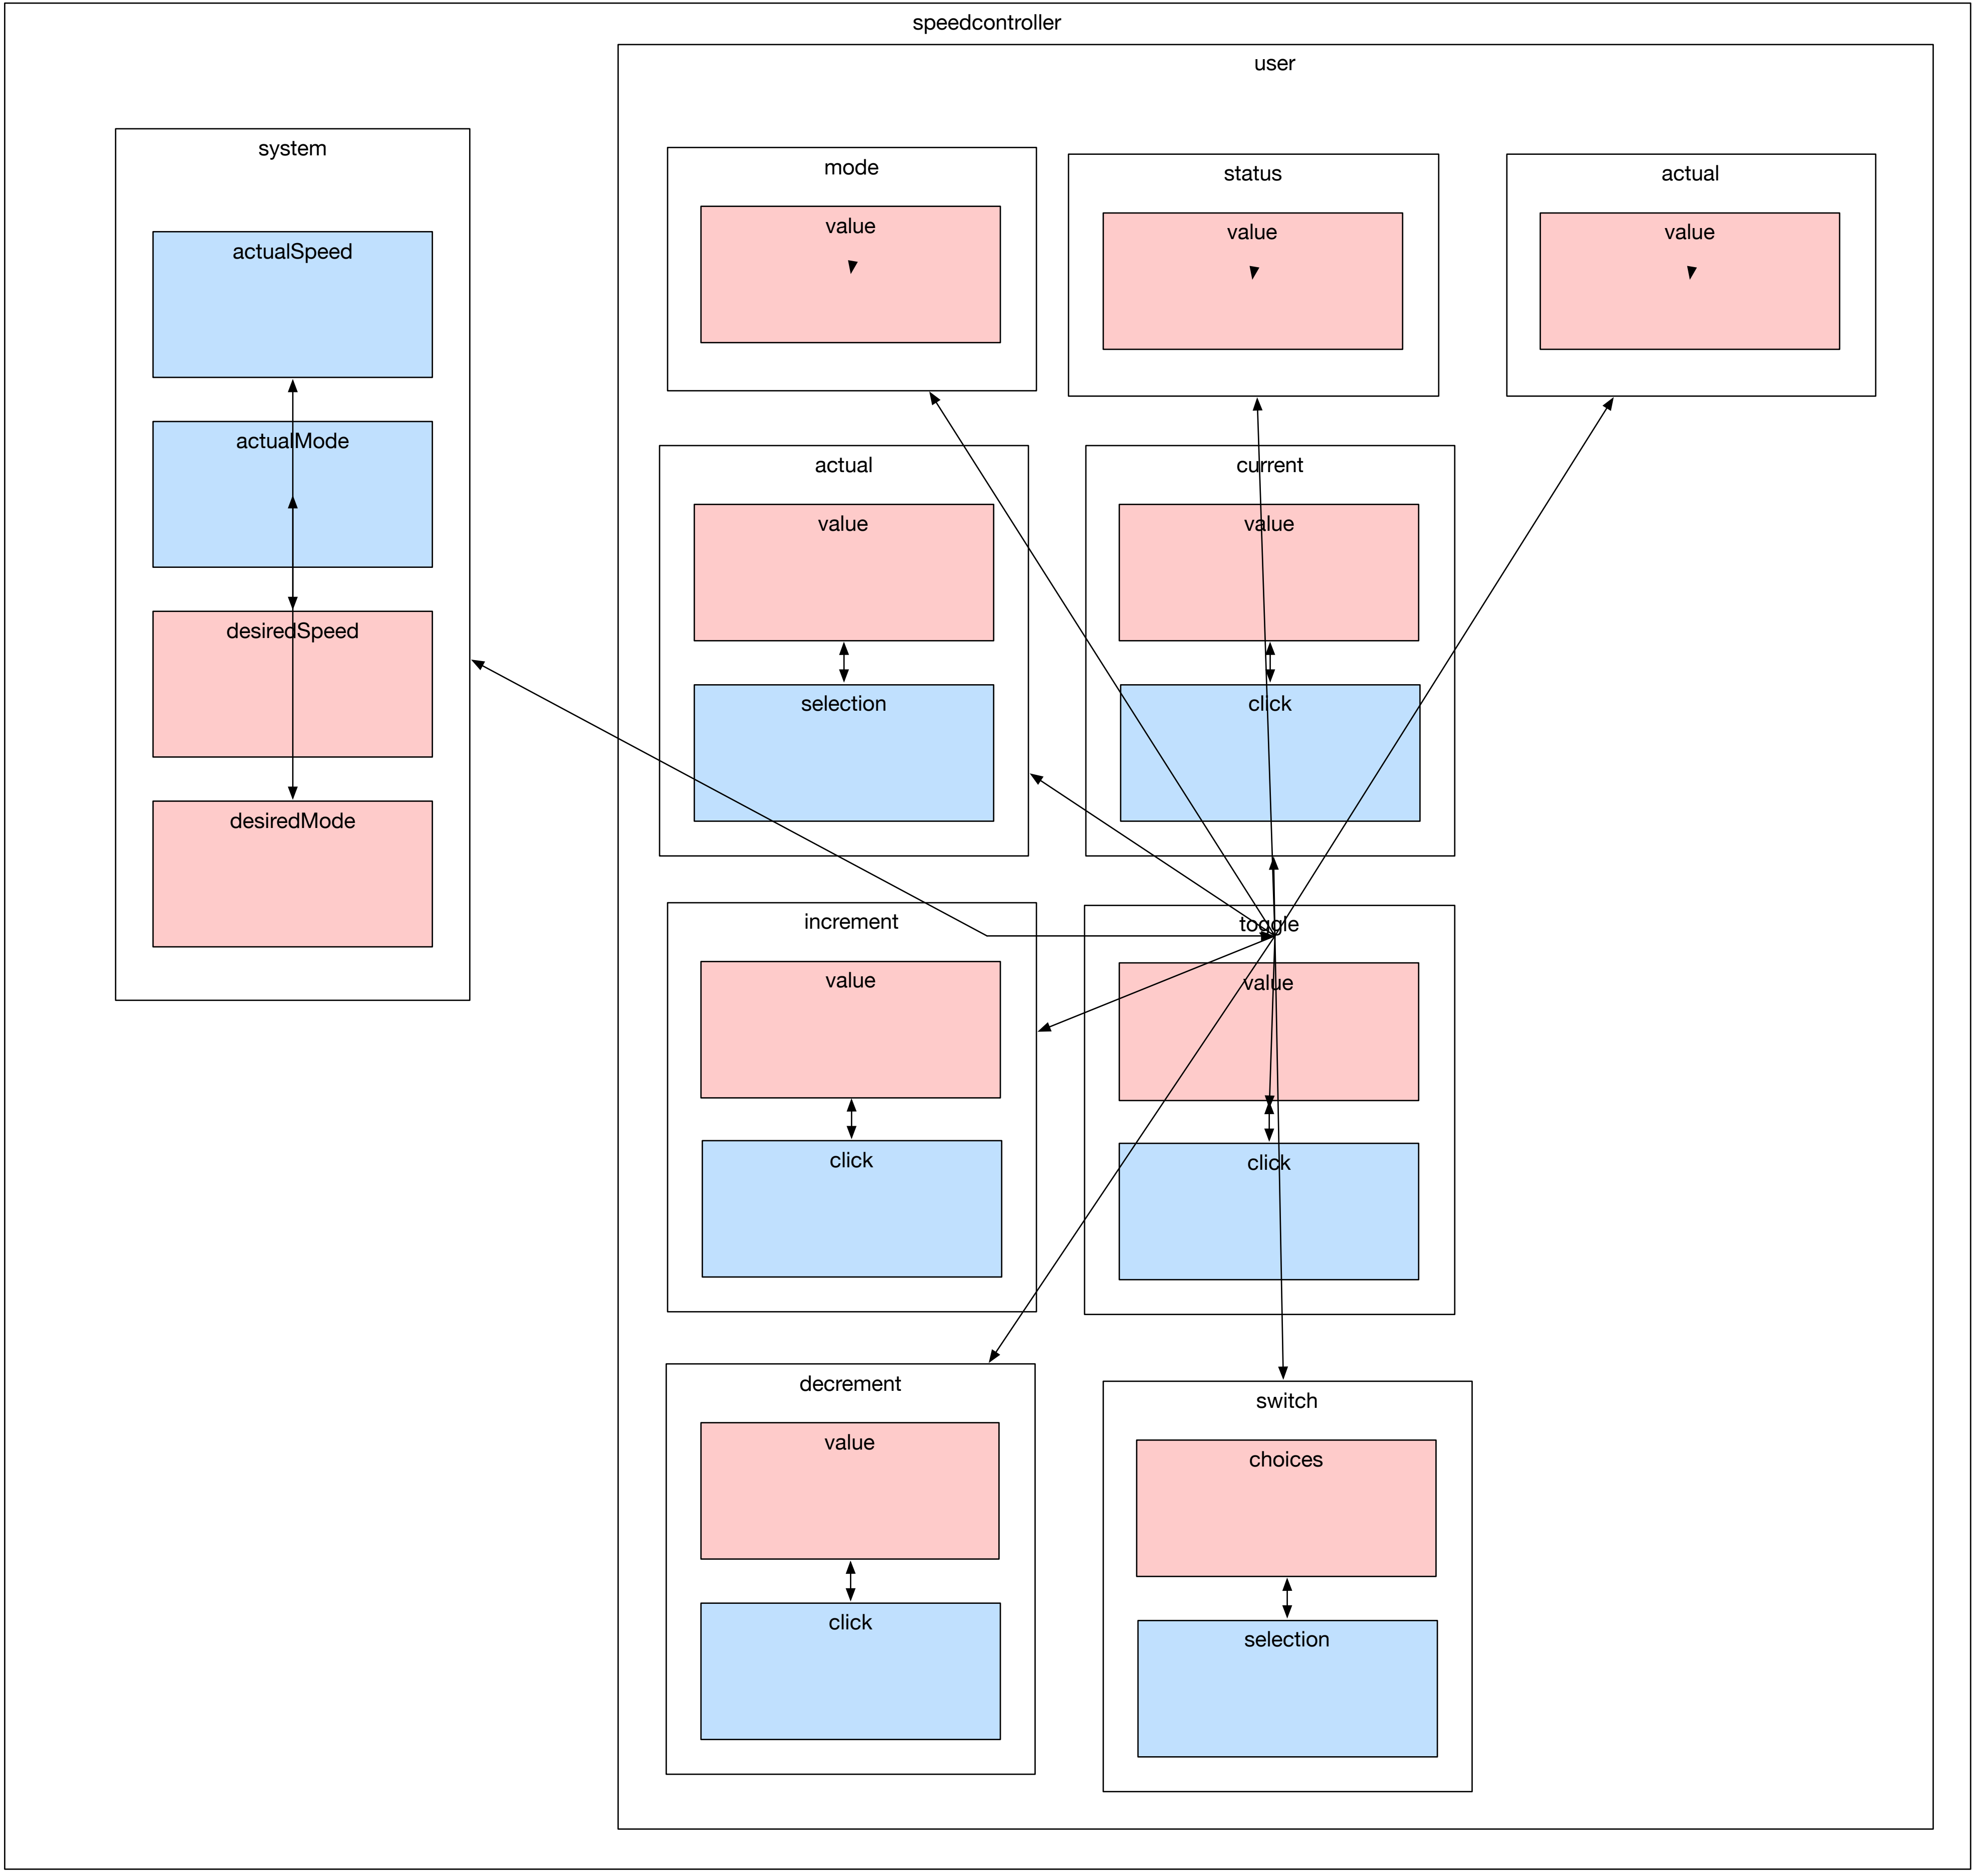 speedcontroller
user
system
actualSpeed
actualMode
desiredSpeed
desiredMode
mode
value
status
value
actual
value
actual
value
selection
current
value
click
increment
value
click
toggle
value
click
decrement
value
click
switch
choices
selection